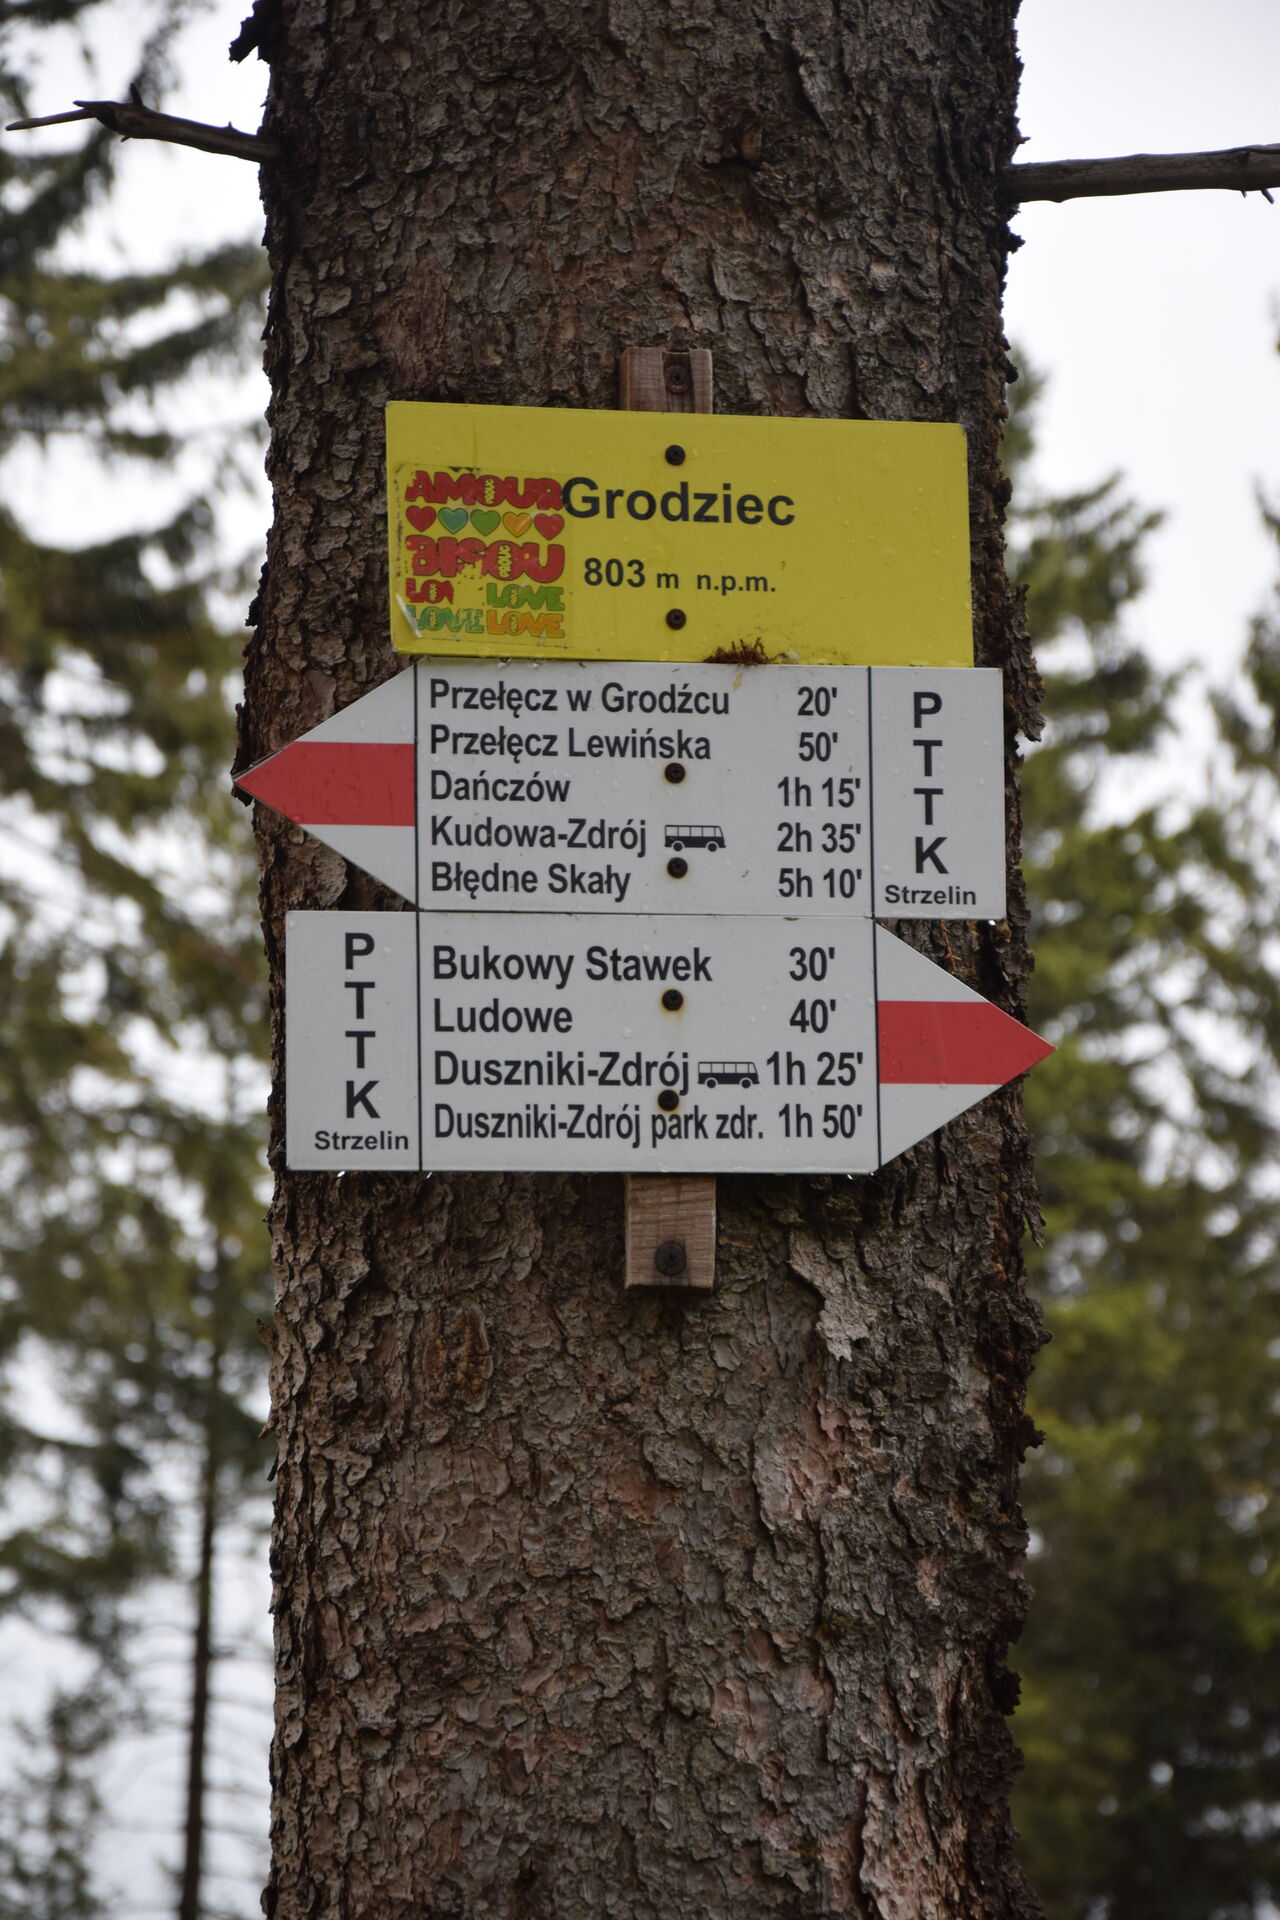 AMOUR
BISOU
LOVE
LOVE LOVE
Grodziec
803 m n.p.m.
Przełęcz w Grodźcu 20'
Przełęcz Lewińska 50'
Dańczów 1h 15'
Kudowa-Zdrój 2h 35'
Błędne Skały 5h 10'
PTTK
Strzelin
PTTK
Strzelin
Bukowy Stawek 30'
Ludowe 40'
Duszniki-Zdrój 1h 25'
Duszniki-Zdrój park zdr. 1h 50'